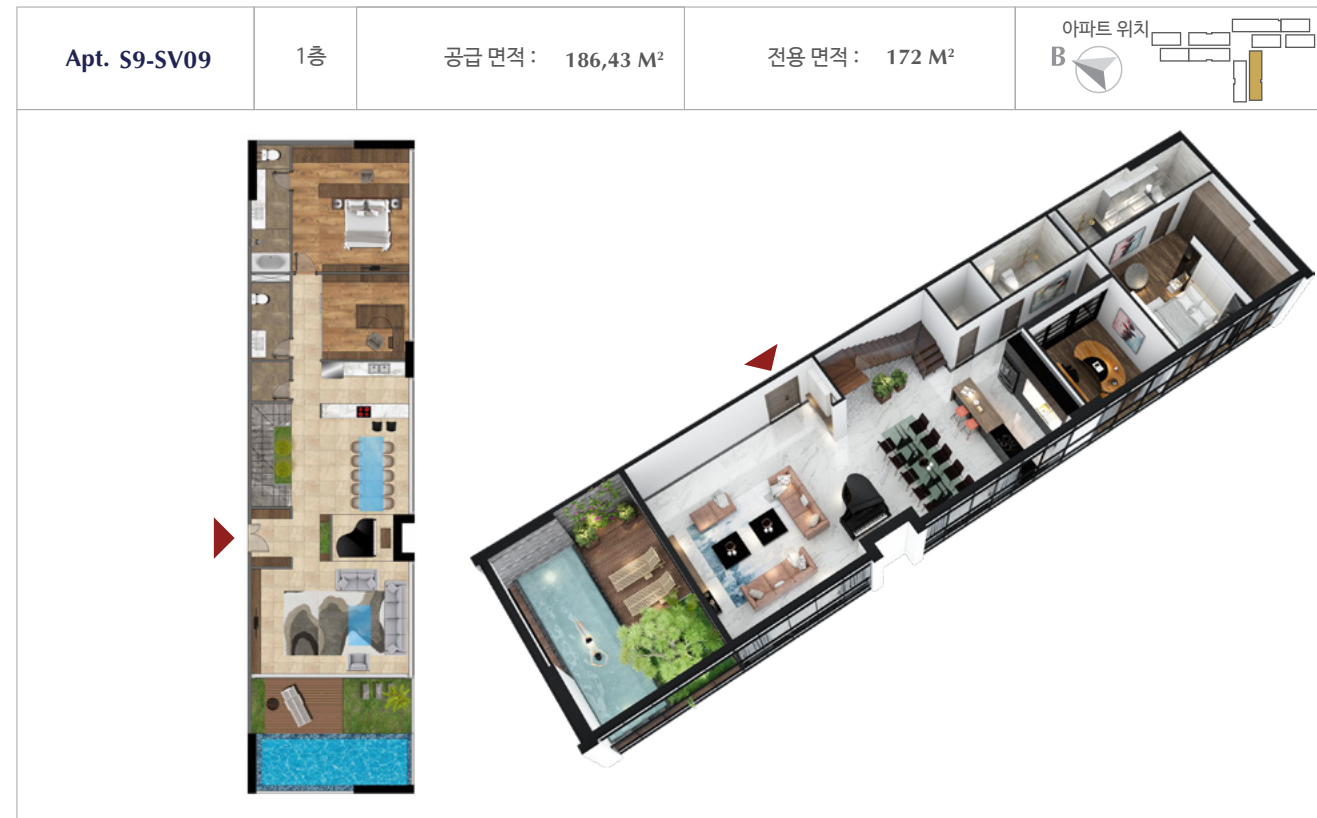 Apt. S9-SV09
1층
공급 면적 : 186,43 M²
전용 면적 : 172 M²
아파트 위치
B